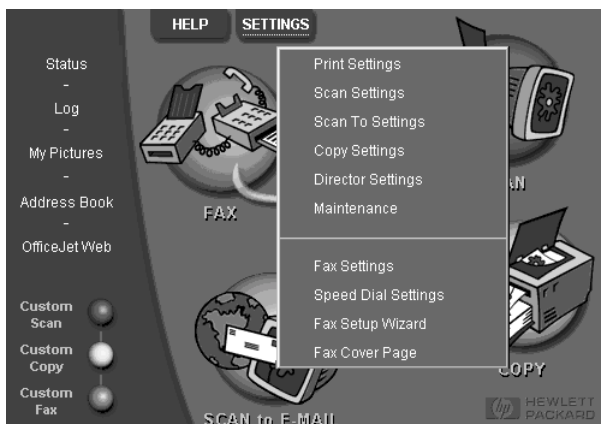 HELP SETTINGS
Status
-
Log
-
My Pictures
-
Address Book
-
OfficeJet Web
Custom
Scan
Custom
Copy
Custom
Fax
Print Settings
Scan Settings
Scan To Settings
Copy Settings
Director Settings
Maintenance
Fax Settings
Speed Dial Settings
Fax Setup Wizard
Fax Cover Page
FAX
AN
SCAN to E-MAIL
COPY
hp HEWLETT
PACKARD